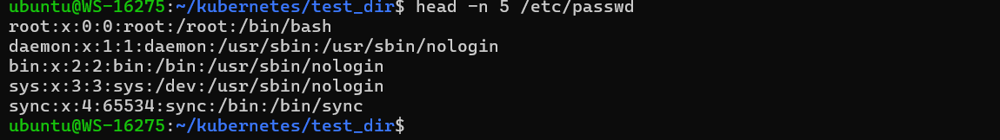 ubuntu@WS-16275:~/kubernetes/test_dir$ head -n 5 /etc/passwd
root:x:0:0:root:/root:/bin/bash
daemon:x:1:1:daemon:/usr/sbin:/usr/sbin/nologin
bin:x:2:2:bin:/bin:/usr/sbin/nologin
sys:x:3:3:sys:/dev:/usr/sbin/nologin
sync:x:4:65534:sync:/bin:/bin/sync
ubuntu@WS-16275:~/kubernetes/test_dir$